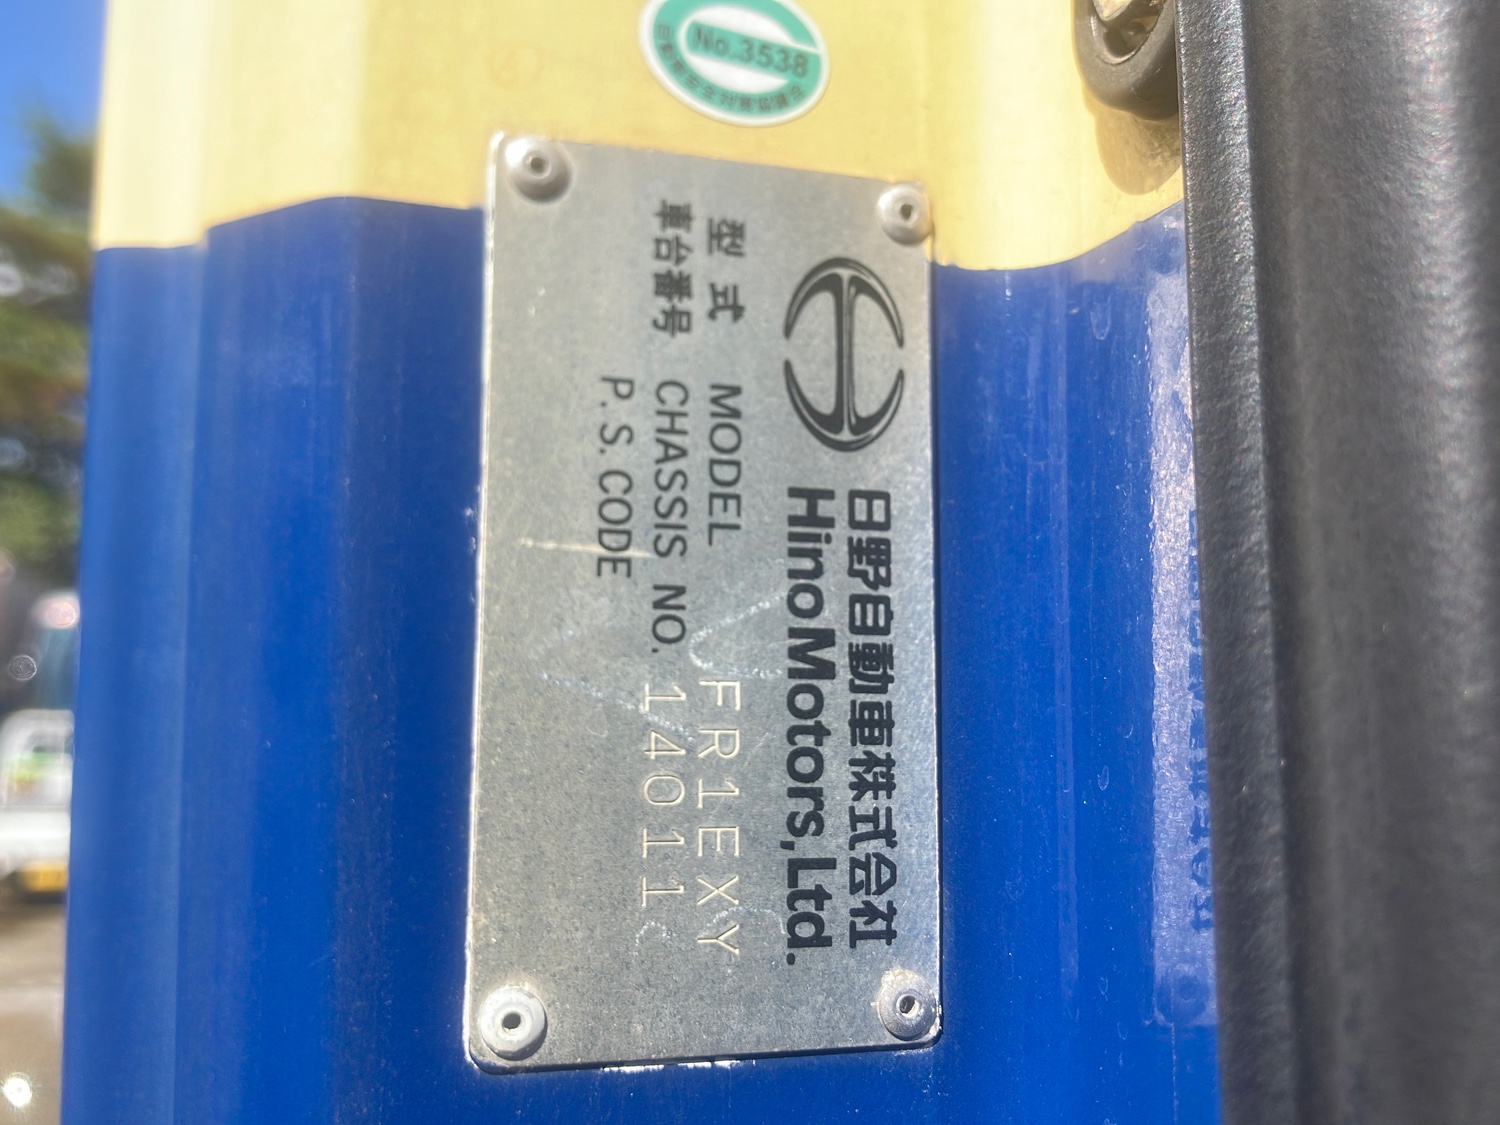 No.3538
日野自動車株式会社
Hino Motors, Ltd.
型式 MODEL FR1EXY
車台番号 CHASSIS NO. 14011
P.S.CODE